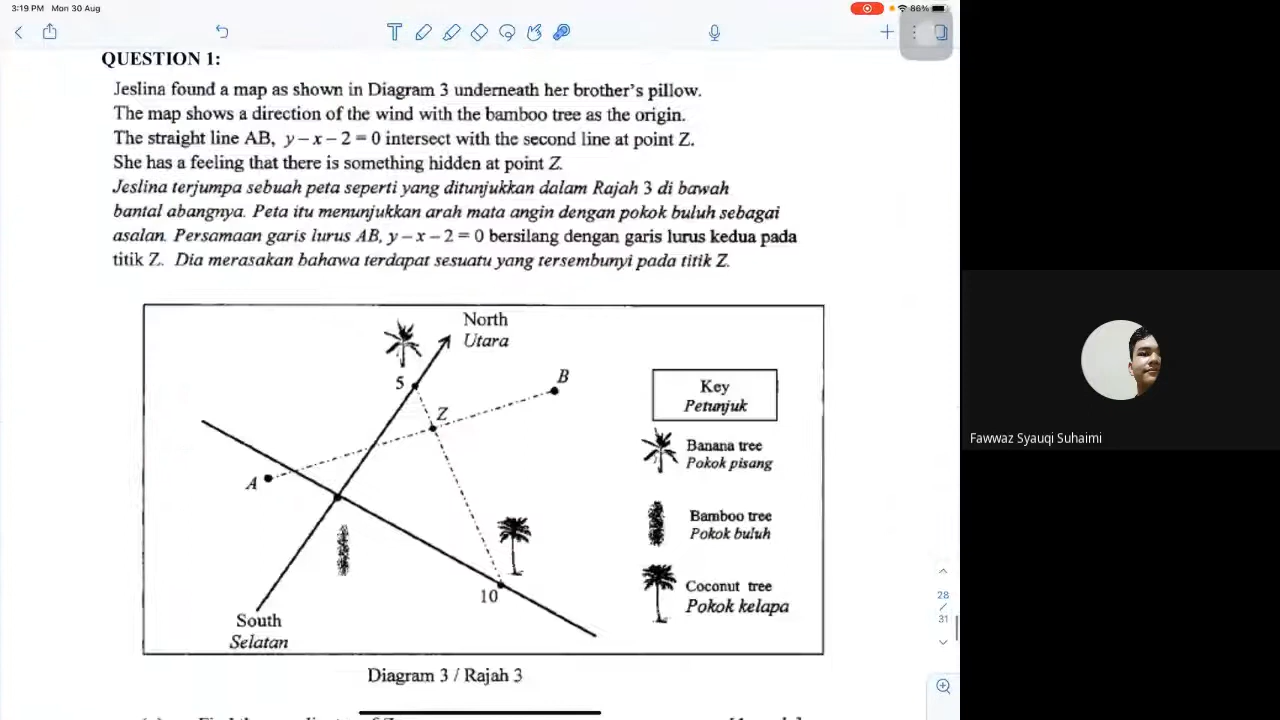 3:19 PM Mon 30 Aug
86%
QUESTION 1:
Jeslina found a map as shown in Diagram 3 underneath her brother's pillow.
The map shows a direction of the wind with the bamboo tree as the origin.
The straight line AB, y – x – 2 = 0 intersect with the second line at point Z.
She has a feeling that there is something hidden at point Z.
Jeslina terjumpa sebuah peta seperti yang ditunjukkan dalam Rajah 3 di bawah
bantal abangnya. Peta itu menunjukkan arah mata angin dengan pokok buluh sebagai
asalan. Persamaan garis lurus AB, y – x – 2 = 0 bersilang dengan garis lurus kedua pada
titik Z. Dia merasakan bahawa terdapat sesuatu yang tersembunyi pada titik Z.
North
Utara
5
B
Z
A
10
South
Selatan
Key
Petunjuk
Banana tree
Pokok pisang
Bamboo tree
Pokok buluh
Coconut tree
Pokok kelapa
Diagram 3 / Rajah 3
28
/
31
Fawwaz Syauqi Suhaimi